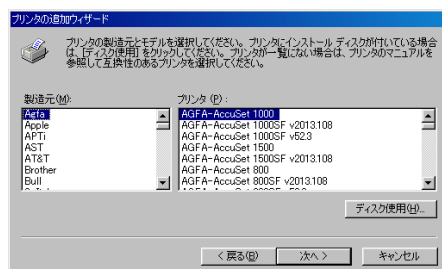 プリンタの追加ウィザード
プリンタの製造元とモデルを選択してください。プリンタにインストール ディスクが付いている場合
は、[ディスク使用] をクリックしてください。プリンタが一覧にない場合は、プリンタのマニュアルを
参照して互換性のあるプリンタを選択してください。
製造元(M):
Agfa
Apple
APTi
AST
AT&T
Brother
Bull
プリンタ (P) :
AGFA-AccuSet 1000
AGFA-AccuSet 1000SF v2013.108
AGFA-AccuSet 1000SF v52.3
AGFA-AccuSet 1500
AGFA-AccuSet 1500SF v2013.108
AGFA-AccuSet 800
AGFA-AccuSet 800SF v2013.108
ディスク使用(H)...
< 戻る(B)
次へ >
キャンセル